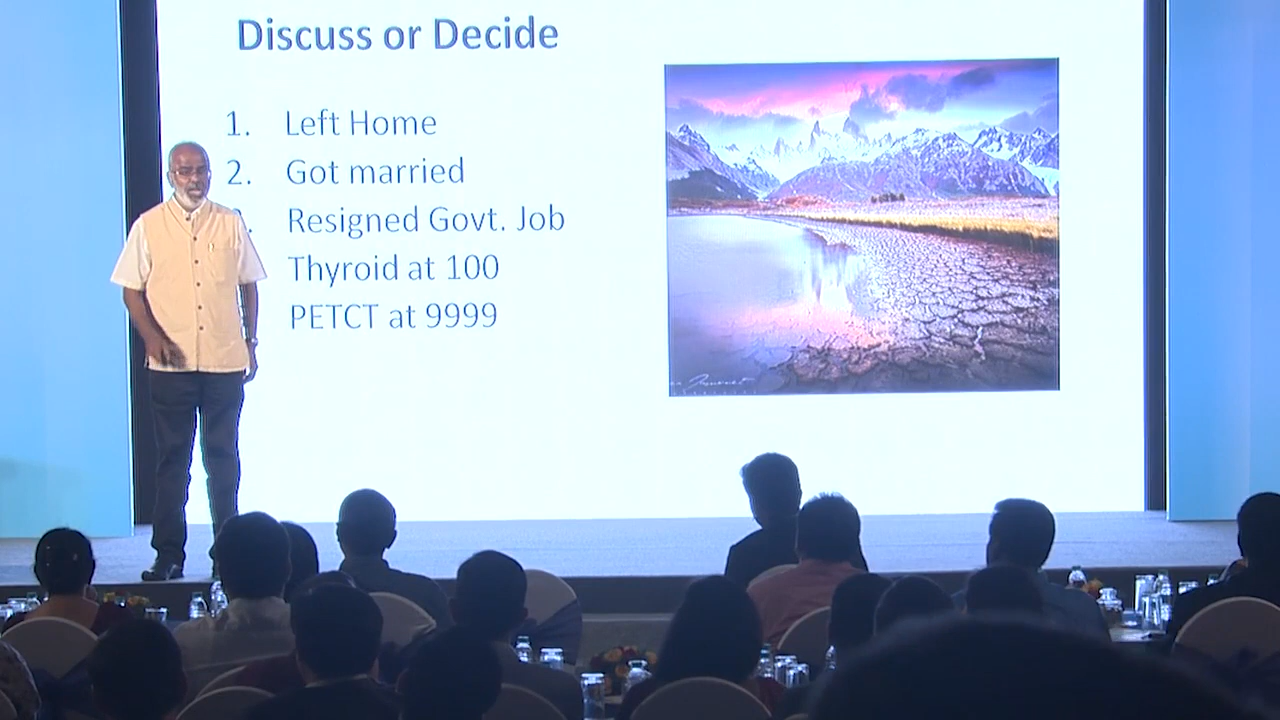 Discuss or Decide
1. Left Home
2. Got married
. Resigned Govt. Job
Thyroid at 100
PETCT at 9999